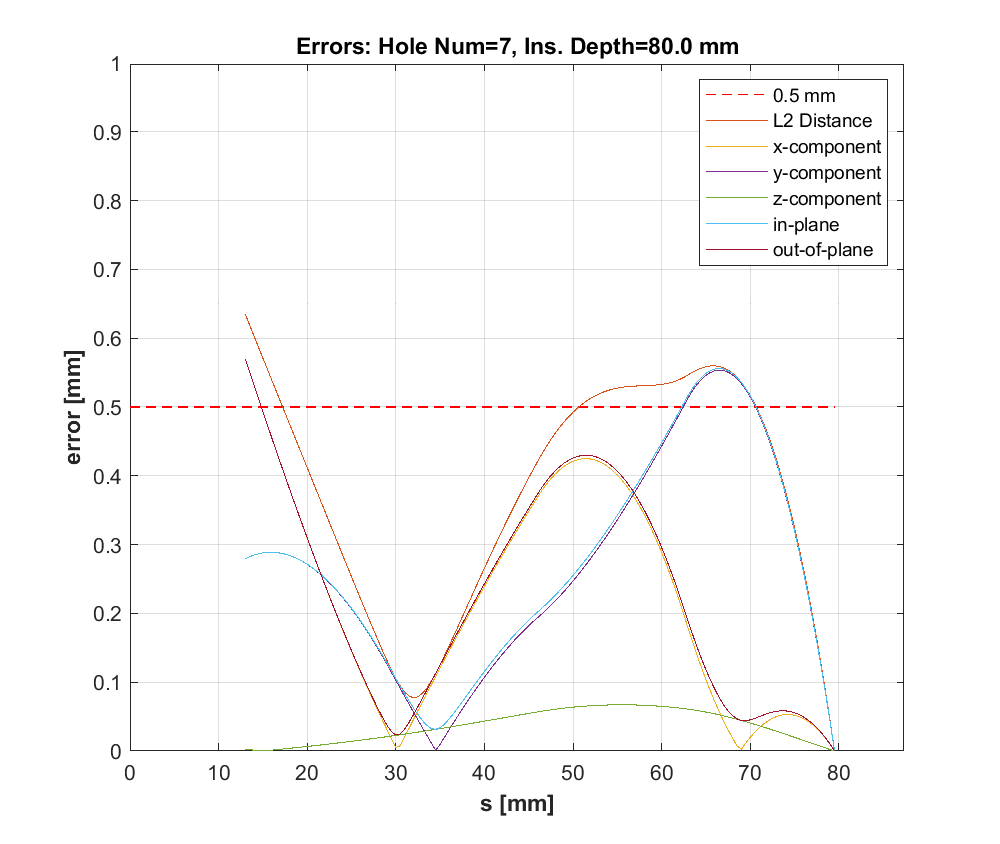 Errors: Hole Num=7, Ins. Depth=80.0 mm
1
0.9
0.8
0.7
0.6
0.5
0.4
0.3
0.2
0.1
0
error [mm]
0.5 mm
L2 Distance
x-component
y-component
z-component
in-plane
out-of-plane
0 10 20 30 40 50 60 70 80
s [mm]